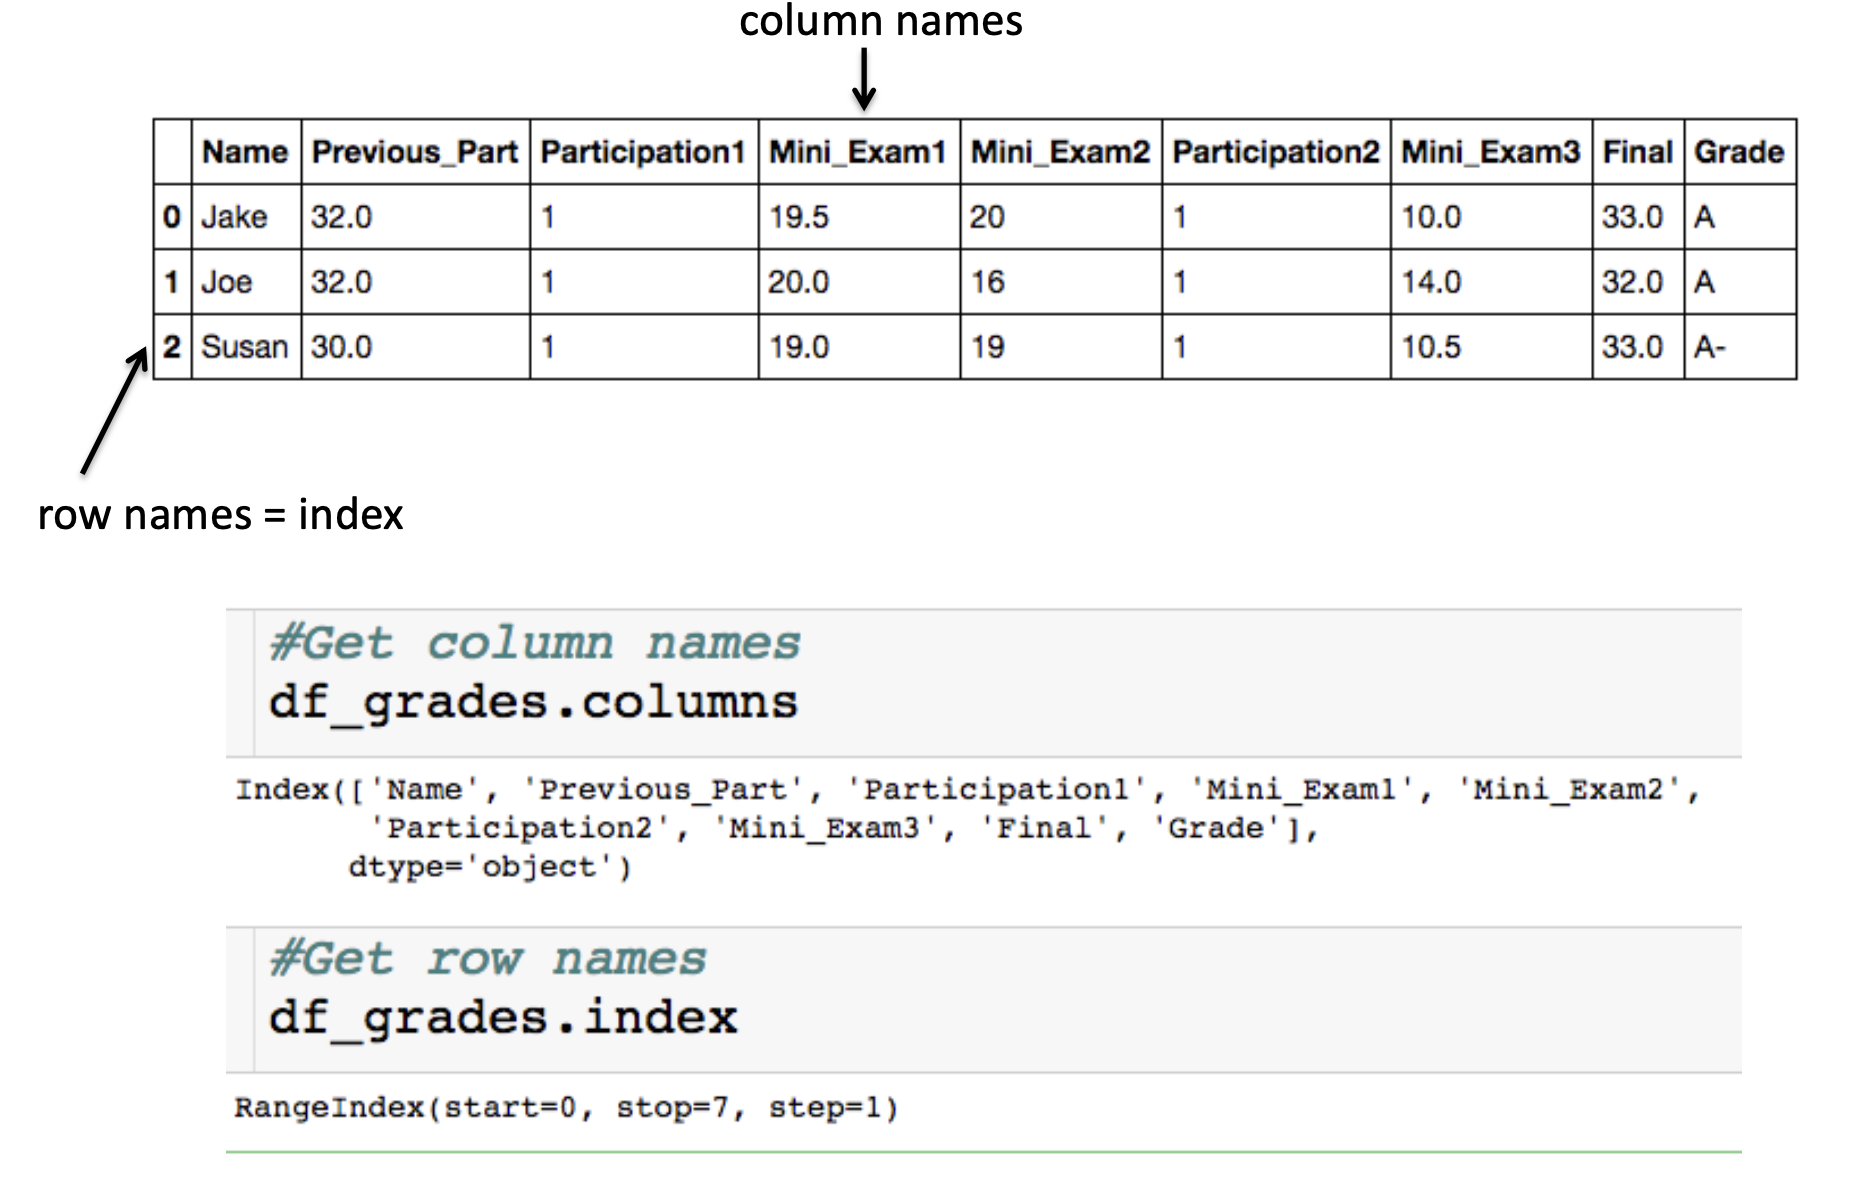 column names
Name Previous_Part Participation1 Mini_Exam1 Mini_Exam2 Participation2 Mini_Exam3 Final Grade
0 Jake 32.0 1 19.5 20 1 10.0 33.0 A
1 Joe 32.0 1 20.0 16 1 14.0 32.0 A
2 Susan 30.0 1 19.0 19 1 10.5 33.0 A-
row names = index
#Get column names
df_grades.columns
Index(['Name', 'Previous_Part', 'Participation1', 'Mini_Exam1', 'Mini_Exam2',
'Participation2', 'Mini_Exam3', 'Final', 'Grade'],
dtype='object')
#Get row names
df_grades.index
RangeIndex(start=0, stop=7, step=1)